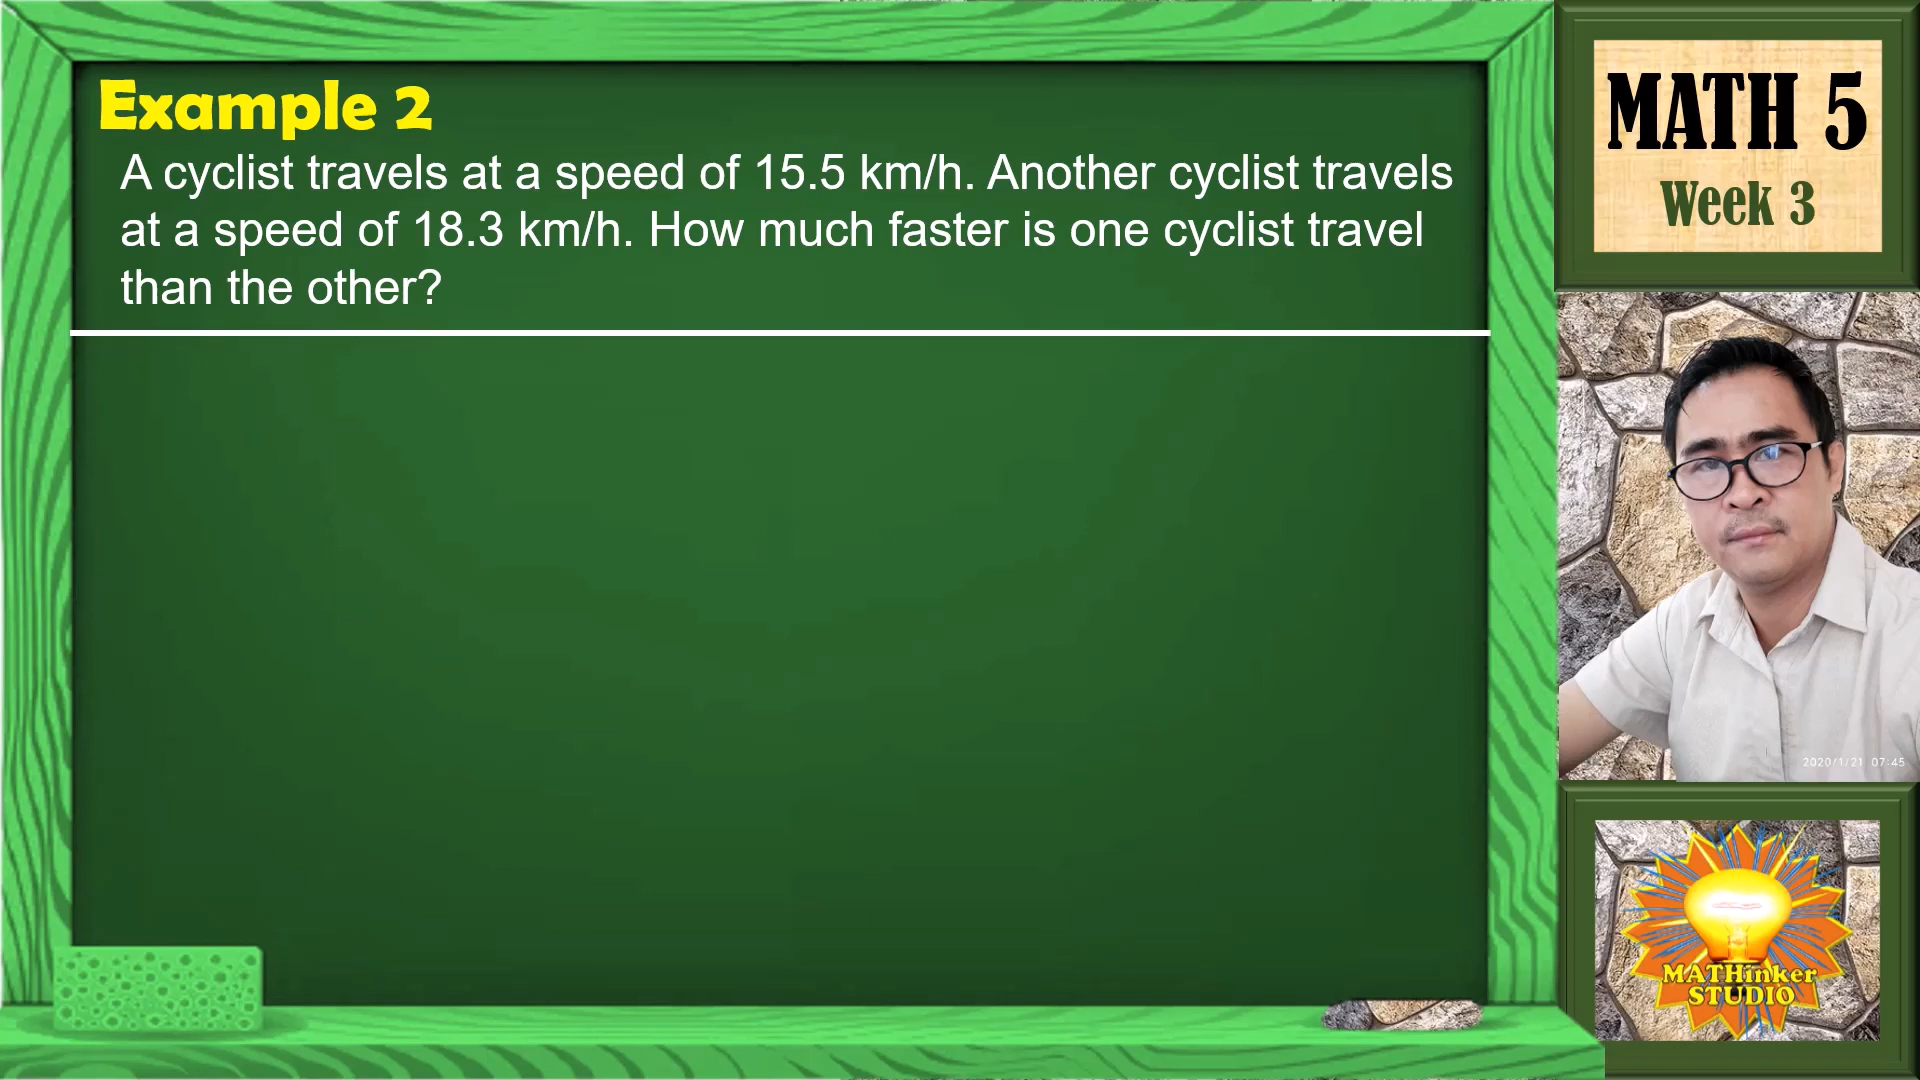 Example 2
A cyclist travels at a speed of 15.5 km/h. Another cyclist travels
at a speed of 18.3 km/h. How much faster is one cyclist travel
than the other?
MATH 5
Week 3
2020/1/21 07:45
MATHinker
STUDIO